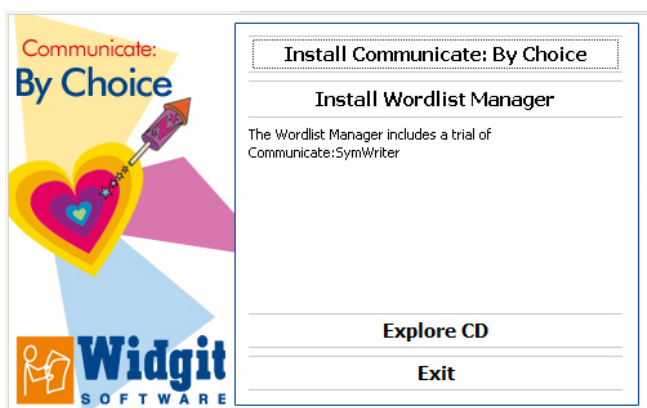 Communicate:
By Choice
Widgit
SOFTWARE
Install Communicate: By Choice
Install Wordlist Manager
The Wordlist Manager includes a trial of
Communicate:SymWriter
Explore CD
Exit